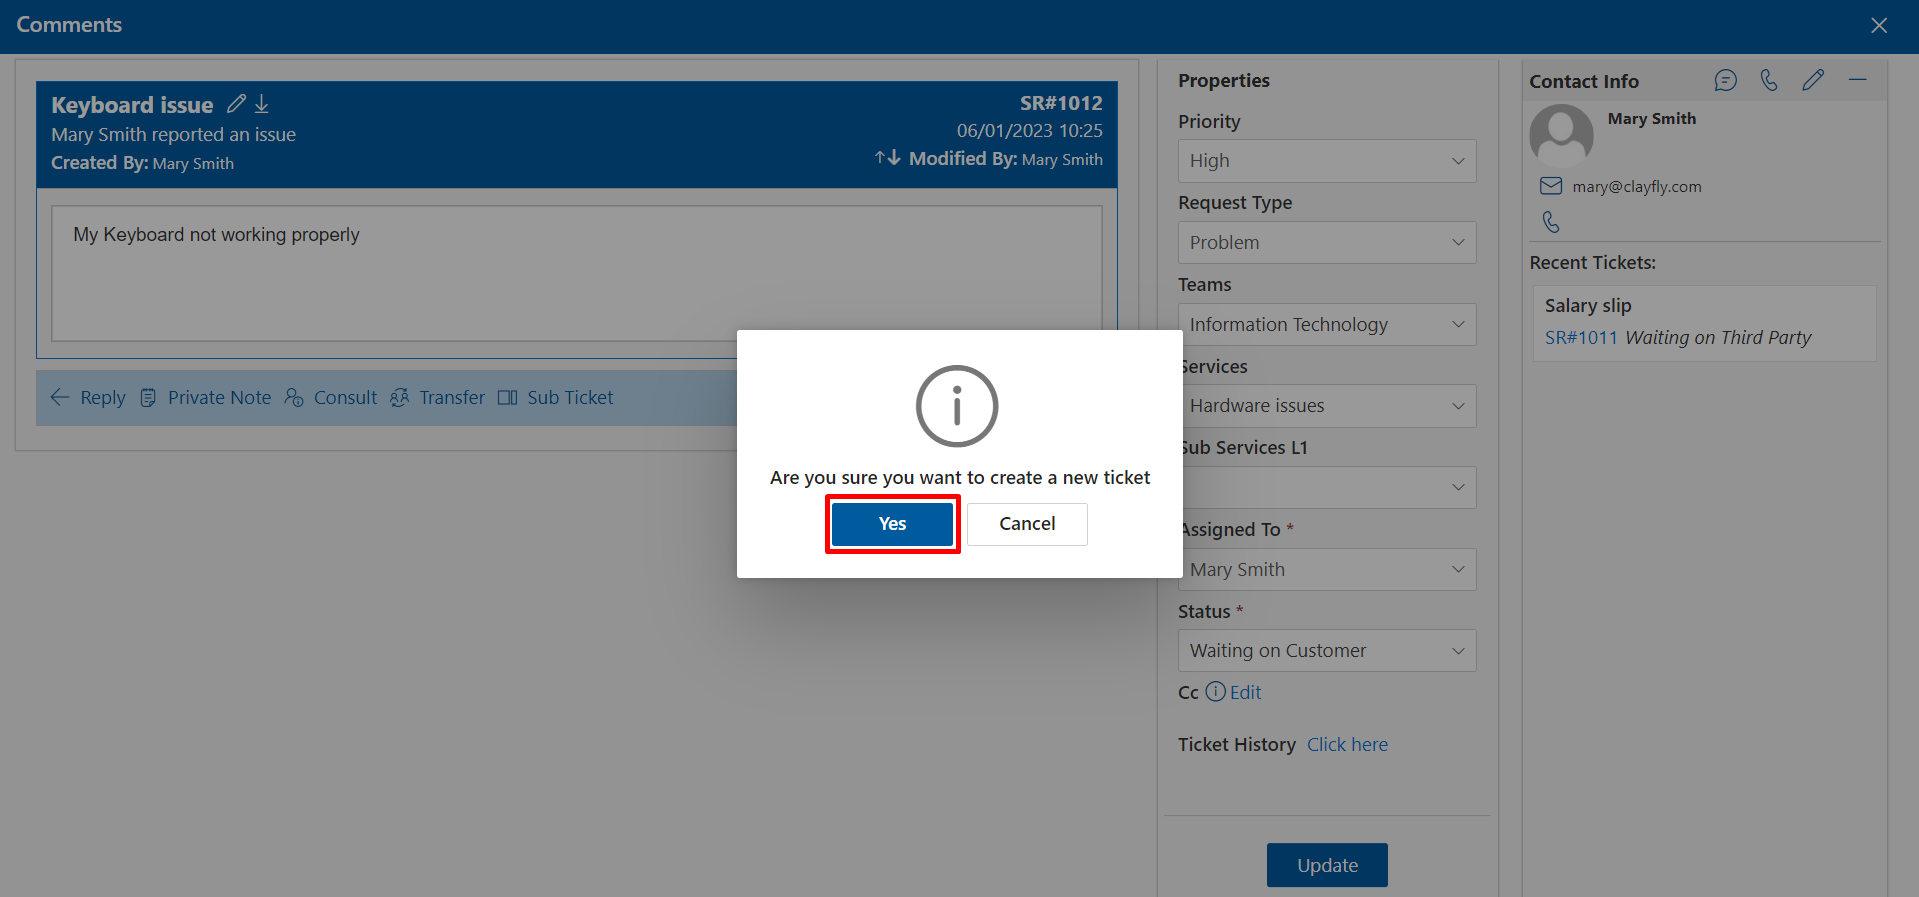 Comments
Keyboard issue
SR#1012
Mary Smith reported an issue
06/01/2023 10:25
Created By: Mary Smith
Modified By: Mary Smith
My Keyboard not working properly
Reply Private Note Consult Transfer Sub Ticket
Are you sure you want to create a new ticket
Yes Cancel
Properties
Priority
High
Request Type
Problem
Teams
Information Technology
Services
Hardware issues
Sub Services L1
Assigned To *
Mary Smith
Status *
Waiting on Customer
Cc Edit
Ticket History Click here
Update
Contact Info
Mary Smith
mary@clayfly.com
Recent Tickets:
Salary slip
SR#1011 Waiting on Third Party